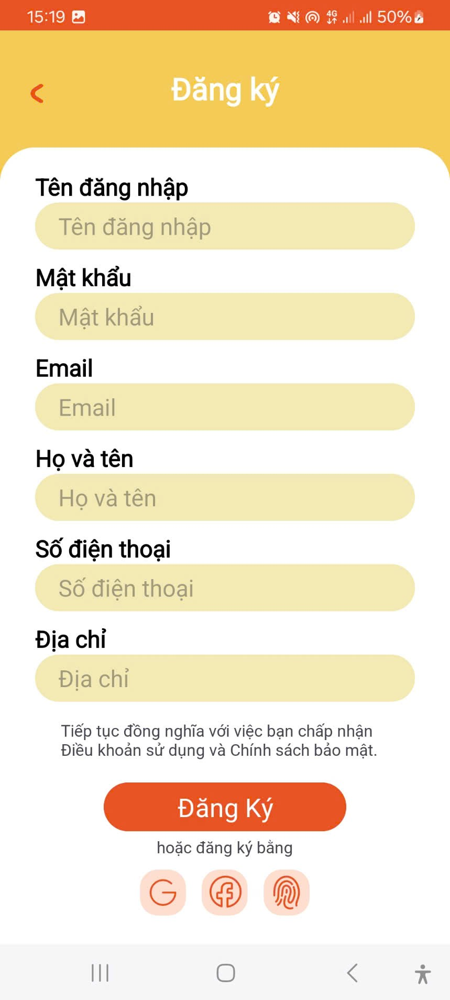 15:19
4G
50%
Đăng ký
Tên đăng nhập
Tên đăng nhập
Mật khẩu
Mật khẩu
Email
Email
Họ và tên
Họ và tên
Số điện thoại
Số điện thoại
Địa chỉ
Địa chỉ
Tiếp tục đồng nghĩa với việc bạn chấp nhận
Điều khoản sử dụng và Chính sách bảo mật.
Đăng Ký
hoặc đăng ký bằng